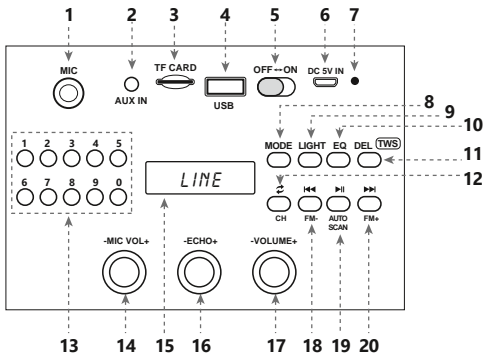 1 2 3 4 5 6 7
MIC
TF CARD
OFF↔ON
DC 5V IN
AUX IN
USB
8
9
10
1 2 3 4 5
MODE LIGHT EQ DEL TWS
11
LINE
12
6 7 8 9 0
CH FM- AUTO SCAN FM+
-MIC VOL+ -ECHO+ -VOLUME+
13 14 15 16 17 18 19 20